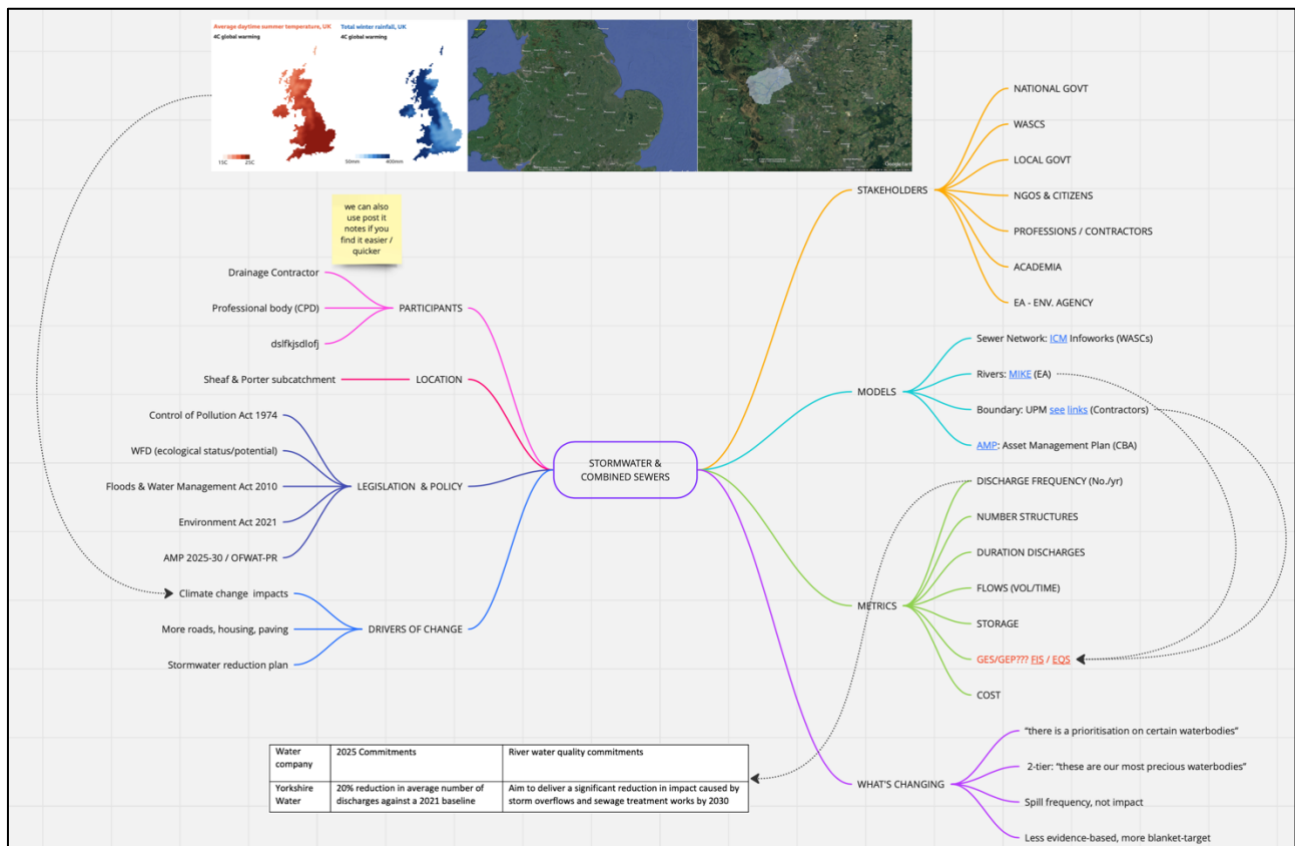 Average daytime summer temperature, UK
4C global warming
15C
25C
Total winter rainfall, UK
4C global warming
50mm
400mm
we can also
use post it
notes if you
find it easier /
quicker
Drainage Contractor
Professional body (CPD)
dslfkjsdlofj
PARTICIPANTS
Sheaf & Porter subcatchment
LOCATION
Control of Pollution Act 1974
WFD (ecological status/potential)
Floods & Water Management Act 2010
Environment Act 2021
AMP 2025-30 / OFWAT-PR
LEGISLATION & POLICY
Climate change impacts
More roads, housing, paving
Stormwater reduction plan
DRIVERS OF CHANGE
STORMWATER &
COMBINED SEWERS
STAKEHOLDERS
NATIONAL GOVT
WASCS
LOCAL GOVT
NGOS & CITIZENS
PROFESSIONS / CONTRACTORS
ACADEMIA
EA - ENV. AGENCY
MODELS
Sewer Network: ICM Infoworks (WASCs)
Rivers: MIKE (EA)
Boundary: UPM see links (Contractors)
AMP: Asset Management Plan (CBA)
METRICS
DISCHARGE FREQUENCY (No./yr)
NUMBER STRUCTURES
DURATION DISCHARGES
FLOWS (VOL/TIME)
STORAGE
GES/GEP??? FIS / EQS
COST
WHAT'S CHANGING
"there is a prioritisation on certain waterbodies"
2-tier: "these are our most precious waterbodies"
Spill frequency, not impact
Less evidence-based, more blanket-target
Water
company
2025 Commitments
River water quality commitments
Yorkshire
Water
20% reduction in average number of
discharges against a 2021 baseline
Aim to deliver a significant reduction in impact caused by
storm overflows and sewage treatment works by 2030